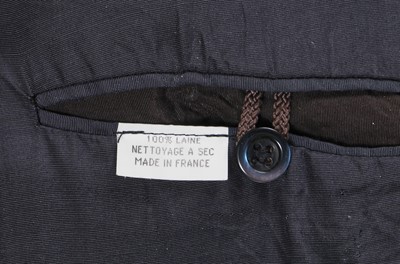 100% LAINE
NETTOYAGE A SEC
MADE IN FRANCE